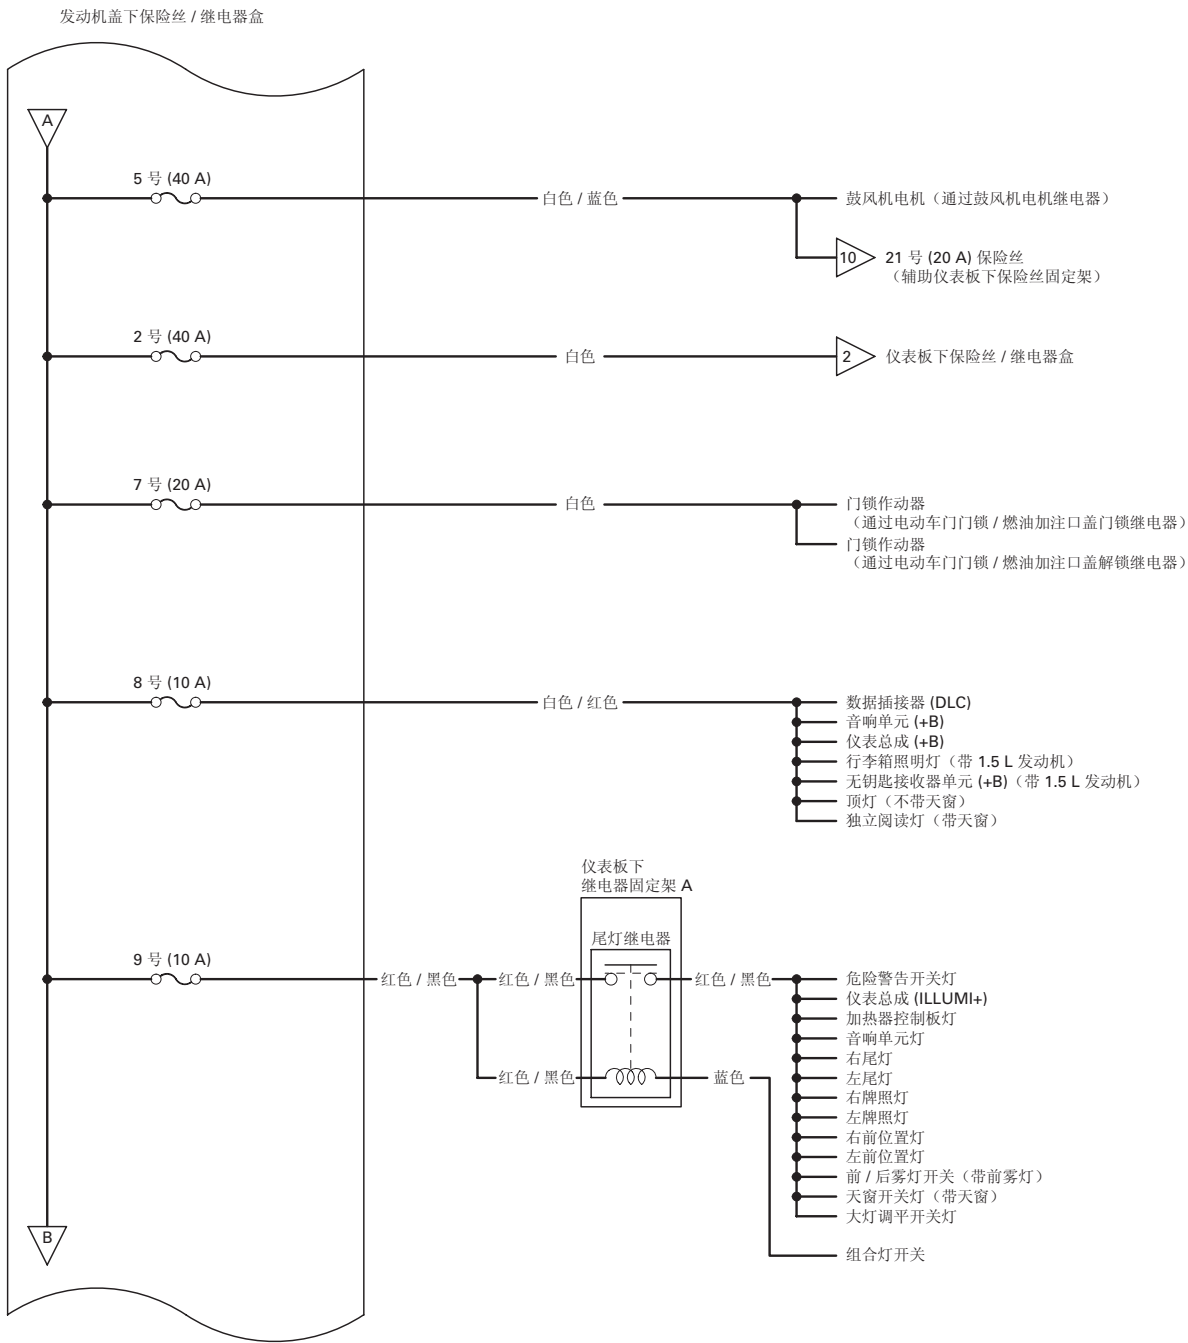 发动机盖下保险丝 / 继电器盒
A
5 号 (40 A)
白色 / 蓝色
鼓风机电机（通过鼓风机电机继电器）
10
21 号 (20 A) 保险丝
（辅助仪表板下保险丝固定架）
2 号 (40 A)
白色
2
仪表板下保险丝 / 继电器盒
7 号 (20 A)
白色
门锁作动器
（通过电动车门门锁 / 燃油加注口盖门锁继电器）
门锁作动器
（通过电动车门门锁 / 燃油加注口盖解锁继电器）
8 号 (10 A)
白色 / 红色
数据插接器 (DLC)
音响单元 (+B)
仪表总成 (+B)
行李箱照明灯（带 1.5 L 发动机）
无钥匙接收器单元 (+B)（带 1.5 L 发动机）
顶灯（不带天窗）
独立阅读灯（带天窗）
仪表板下
继电器固定架 A
尾灯继电器
9 号 (10 A)
红色 / 黑色
红色 / 黑色
红色 / 黑色
危险警告开关灯
仪表总成 (ILLUMI+)
加热器控制板灯
音响单元灯
右尾灯
红色 / 黑色
蓝色
左尾灯
右牌照灯
左牌照灯
右前位置灯
左前位置灯
前 / 后雾灯开关（带前雾灯）
天窗开关灯（带天窗）
大灯调平开关灯
B
组合灯开关